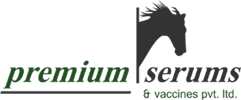 premium serums
& vaccines pvt. ltd.